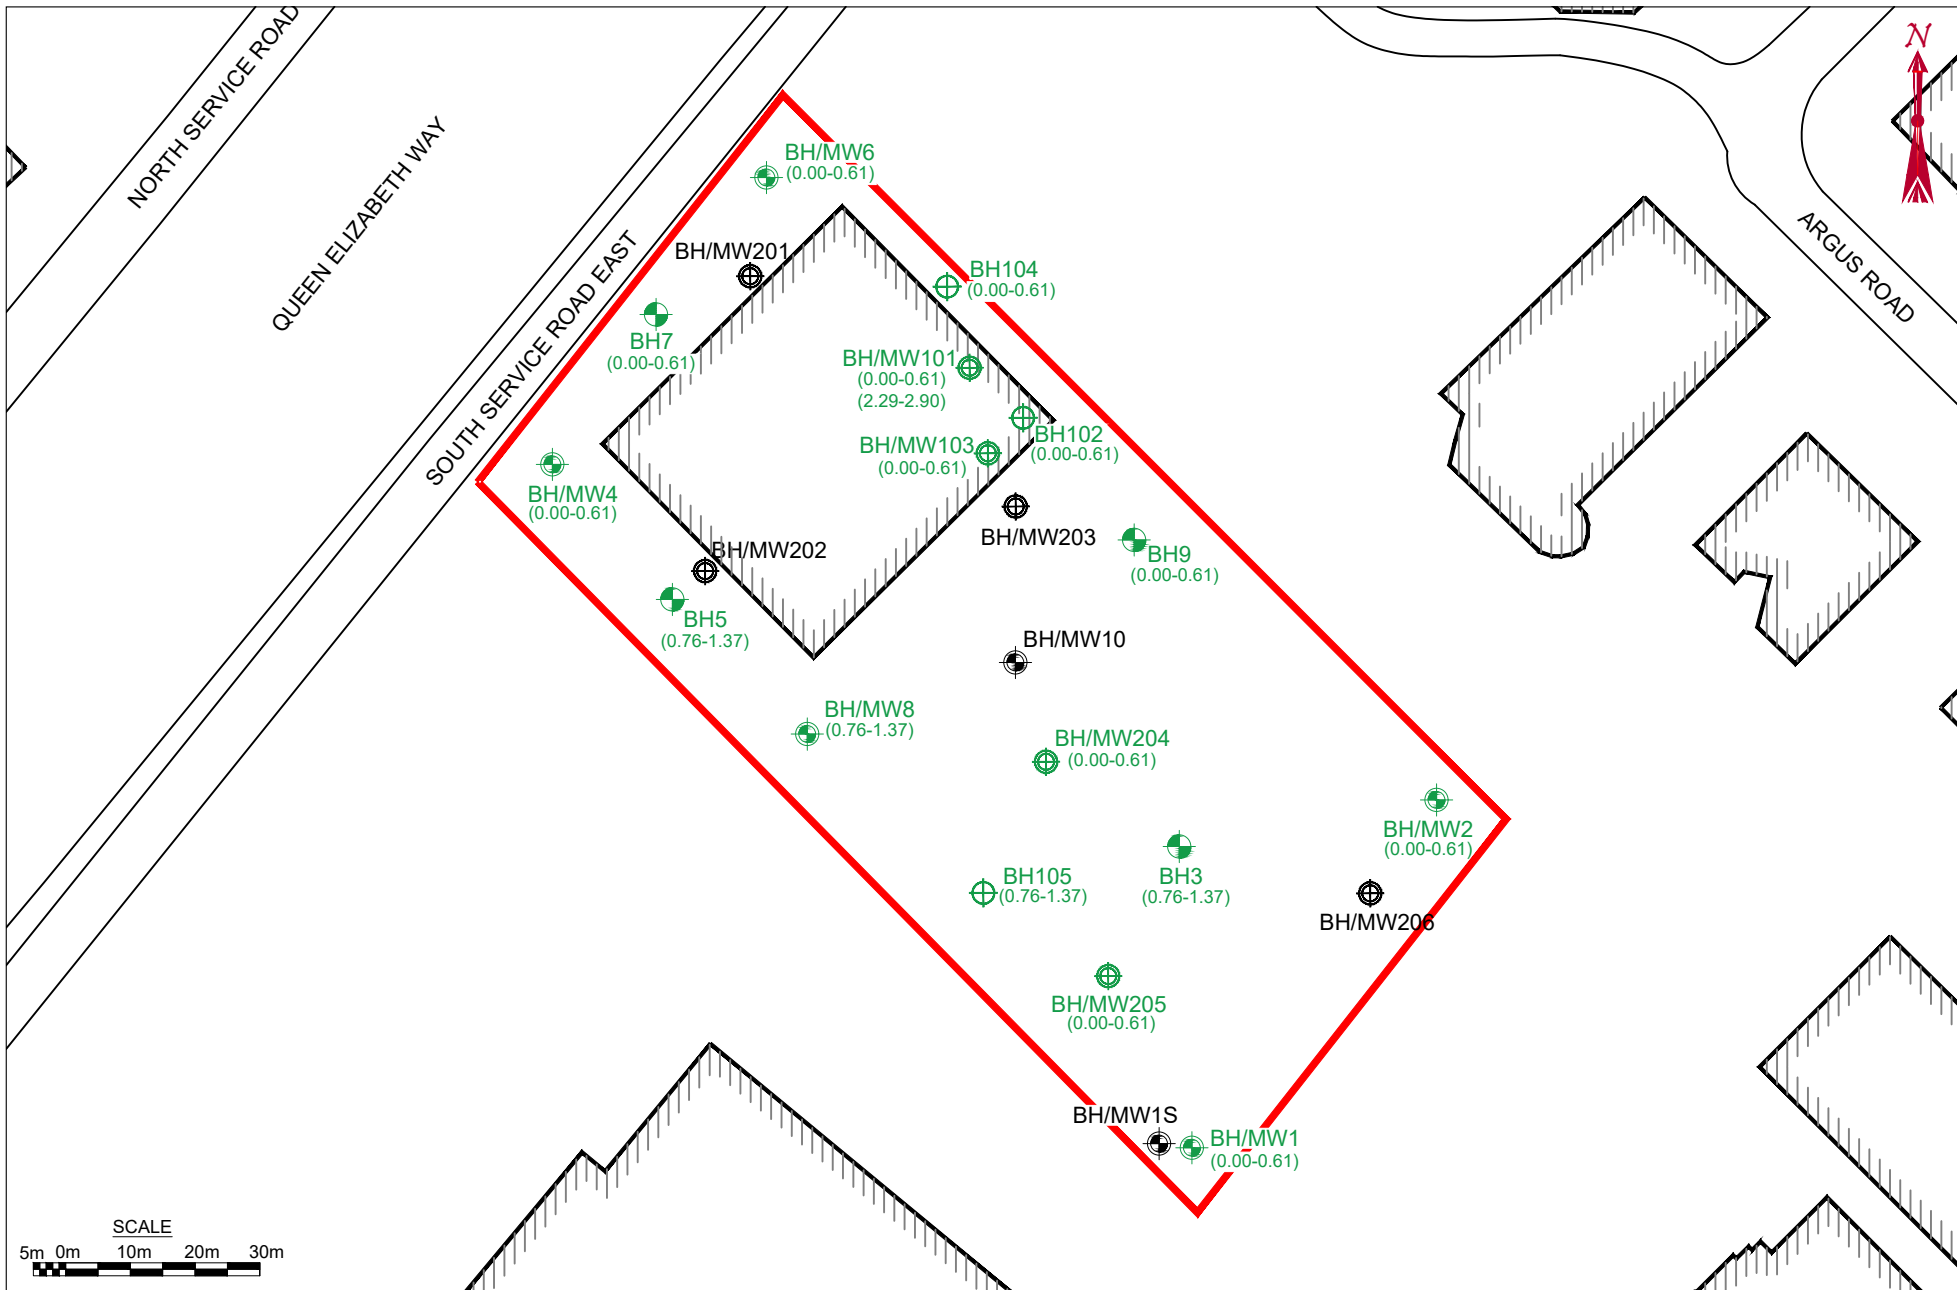 NORTH SERVICE ROAD
QUEEN ELIZABETH WAY
SOUTH SERVICE ROAD EAST
N
ARGUS ROAD
BH/MW6
(0.00-0.61)
BH/MW201
BH104
(0.00-0.61)
BH7
(0.00-0.61)
BH/MW101
(0.00-0.61)
(2.29-2.90)
BH102
(0.00-0.61)
BH/MW103
(0.00-0.61)
BH/MW4
(0.00-0.61)
BH/MW203
BH/MW202
BH9
(0.00-0.61)
BH5
(0.76-1.37)
BH/MW10
BH/MW8
(0.76-1.37)
BH/MW204
(0.00-0.61)
BH/MW2
(0.00-0.61)
BH105
(0.76-1.37)
BH3
(0.76-1.37)
BH/MW206
BH/MW205
(0.00-0.61)
BH/MW1S
BH/MW1
(0.00-0.61)
SCALE
5m 0m 10m 20m 30m